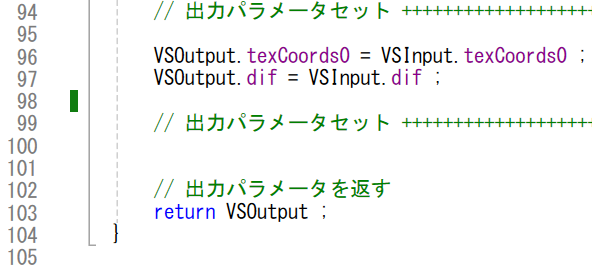 94 // 出力パラメータセット ++++++++++++++++++
95
96 VSOutput.texCoords0 = VSInput.texCoords0 ;
97 VSOutput.dif = VSInput.dif ;
98
99 // 出力パラメータセット ++++++++++++++++++
100
101
102 // 出力パラメータを返す
103 return VSOutput ;
104 }
105